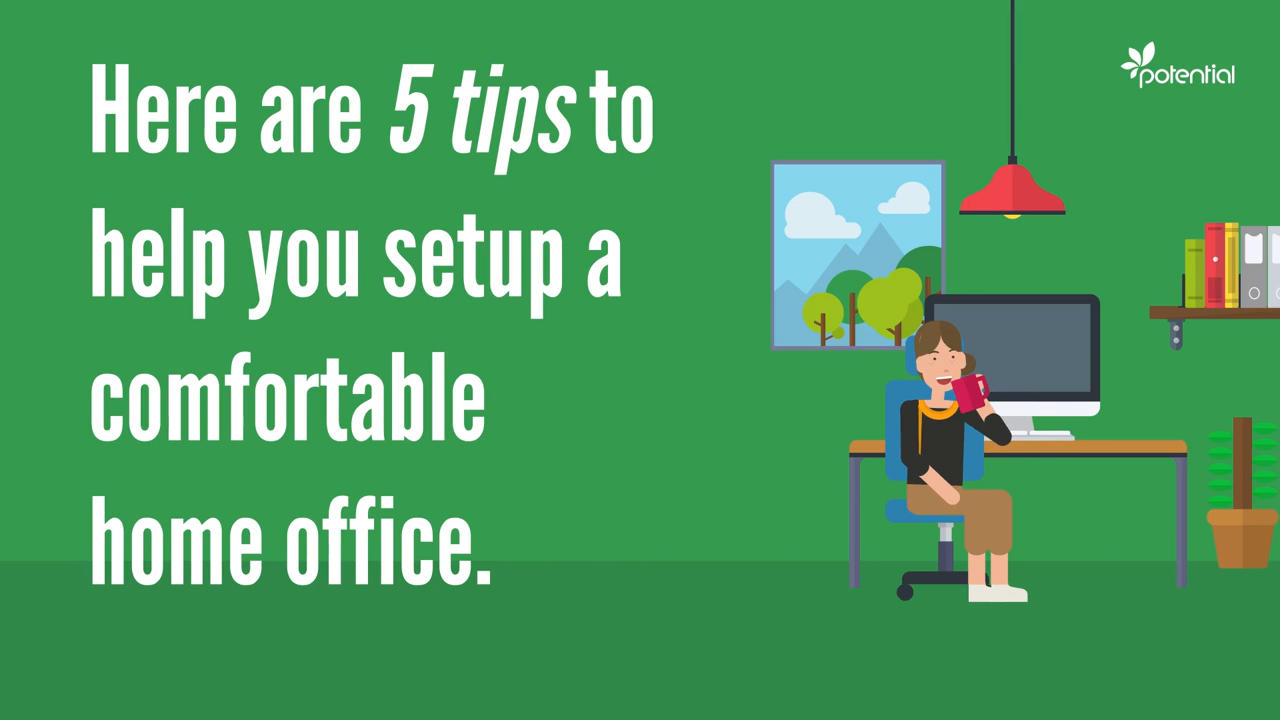 Here are 5 tips to
help you setup a
comfortable
home office.
potential